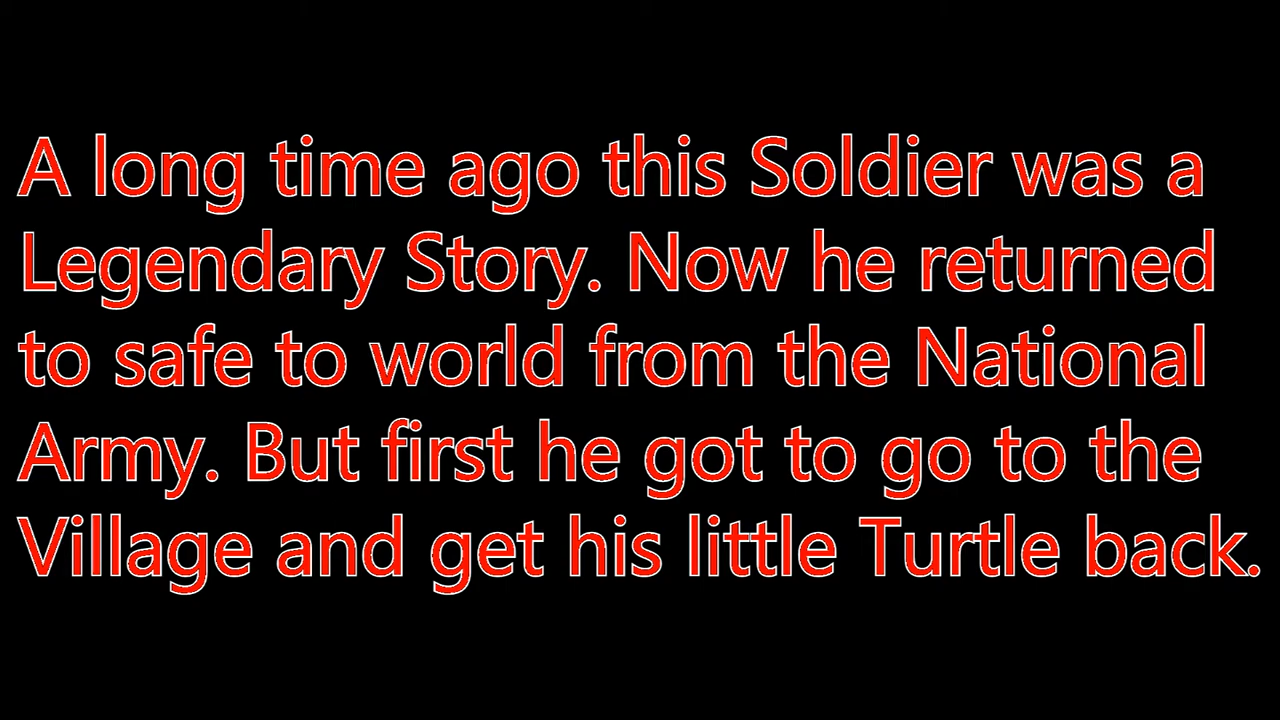 A long time ago this Soldier was a
Legendary Story. Now he returned
to safe to world from the National
Army. But first he got to go to the
Village and get his little Turtle back.